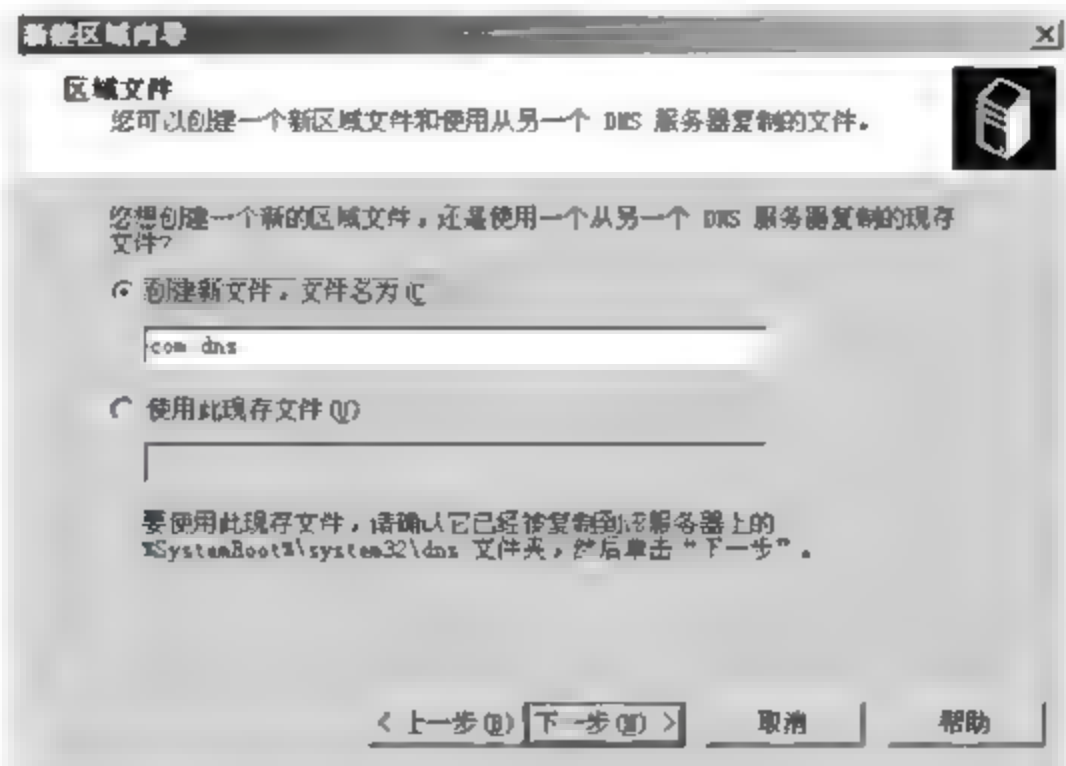 新建区域向导
区域文件
您可以创建一个新区域文件和使用从另一个 DNS 服务器复制的文件。
您想创建一个新的区域文件，还是使用一个从另一个 DNS 服务器复制的现存
文件?
创建新文件，文件名为(C
com dns
使用此现存文件(U)
要使用此现存文件，请确认它已经被复制到该服务器上的
%SystemRoot%\system32\dns 文件夹，然后单击“下一步”。
< 上一步(B) 下一步(N) > 取消 帮助